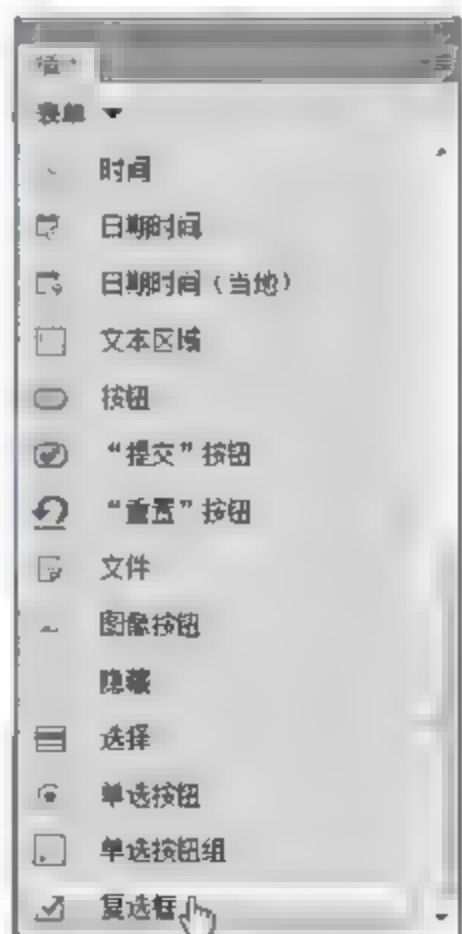 表单
时间
日期时间
日期时间（当地）
文本区域
按钮
“提交”按钮
“重置”按钮
文件
图像按钮
隐藏
选择
单选按钮
单选按钮组
复选框